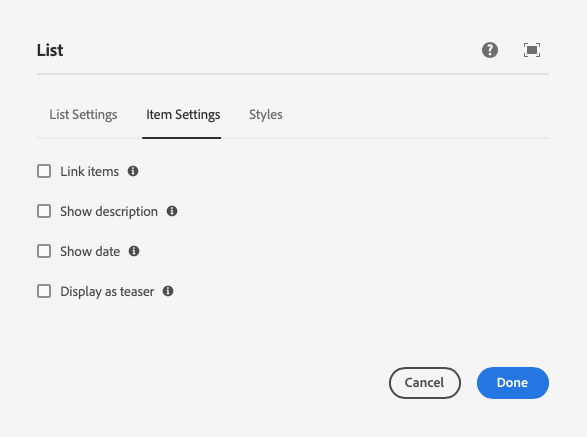 List
List Settings Item Settings Styles
Link items
Show description
Show date
Display as teaser
Cancel Done